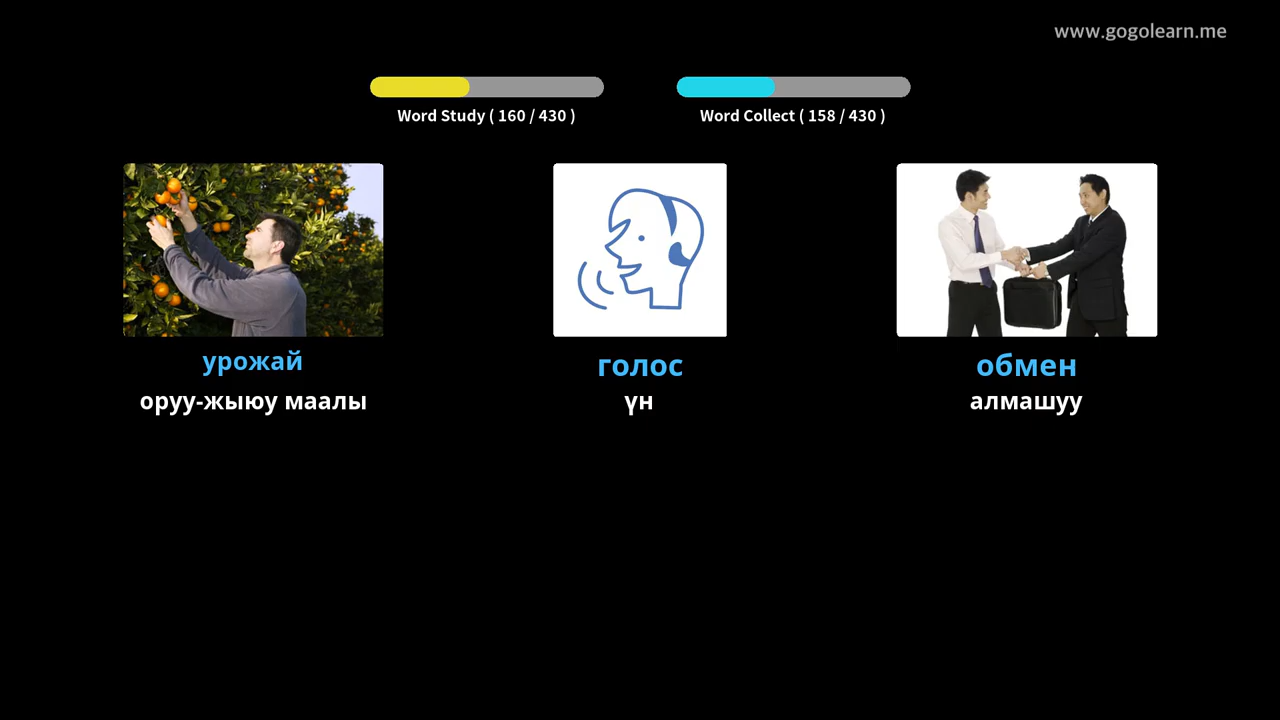 www.gogolearn.me
Word Study ( 160 / 430 )
Word Collect ( 158 / 430 )
урожай
голос
обмен
оруу-жыюу маалы
үн
алмашуу